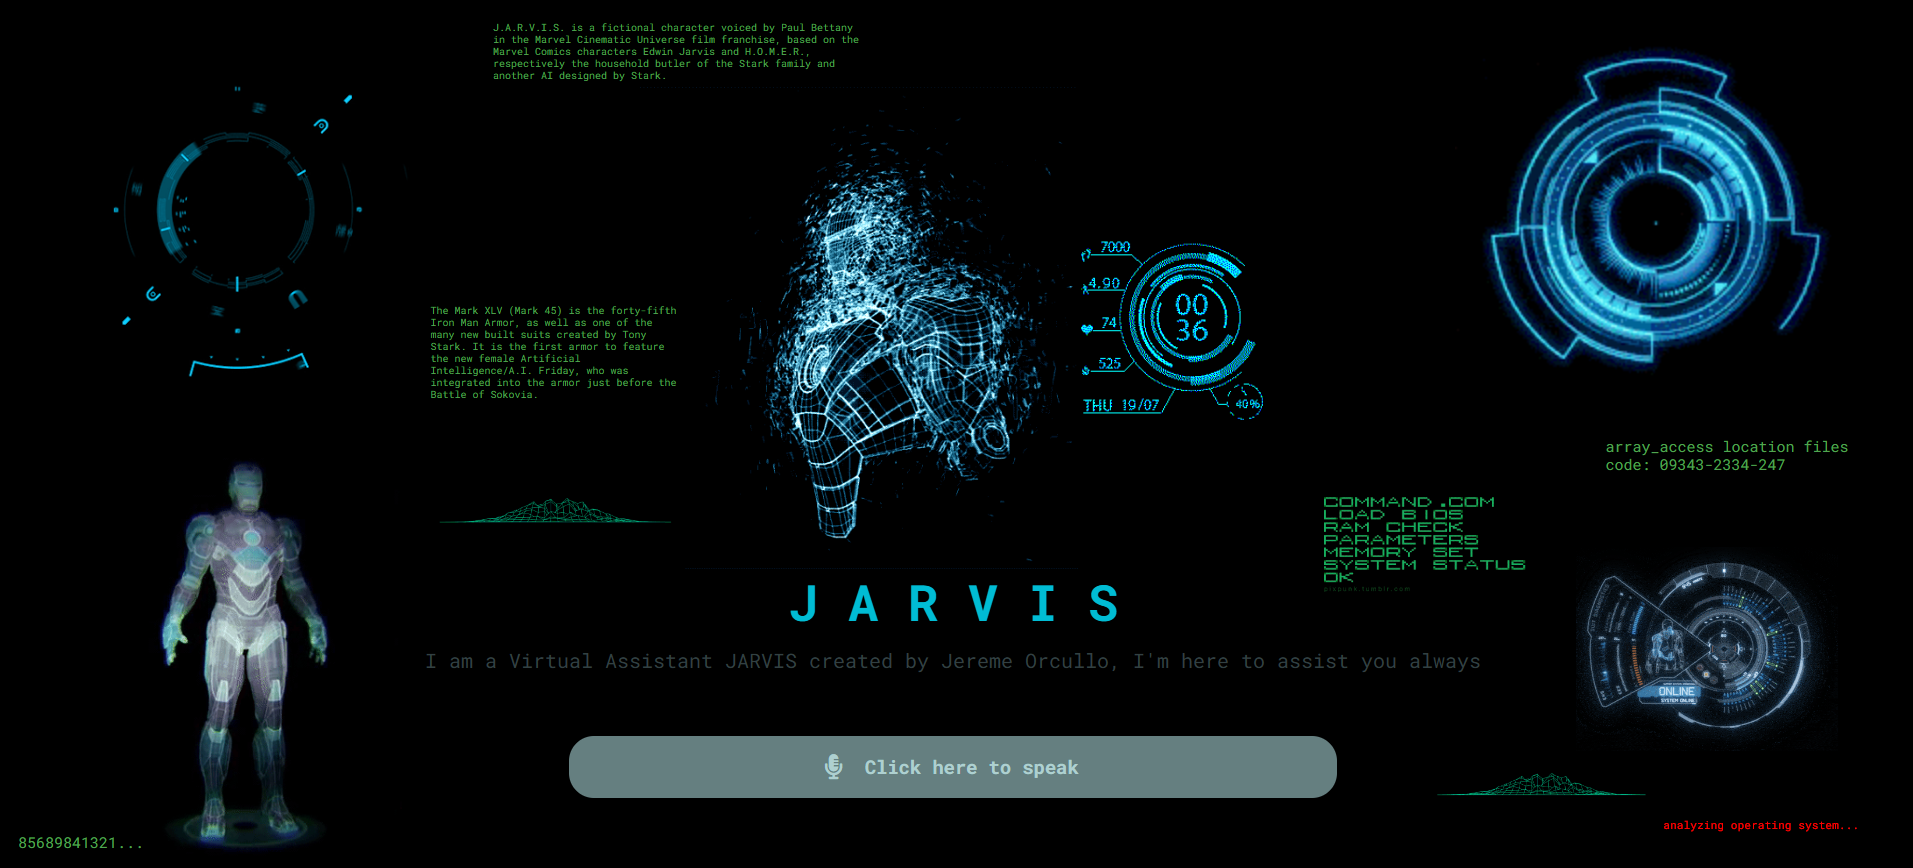 J.A.R.V.I.S. is a fictional character voiced by Paul Bettany
in the Marvel Cinematic Universe film franchise, based on the
Marvel Comics characters Edwin Jarvis and H.O.M.E.R.,
respectively the household butler of the Stark family and
another AI designed by Stark.
The Mark XLV (Mark 45) is the forty-fifth
Iron Man Armor, as well as one of the
many new built suits created by Tony
Stark. It is the first armor to feature
the new female Artificial
Intelligence/A.I. Friday, who was
integrated into the armor just before the
Battle of Sokovia.
7000
4.90
74
525
00
36
THU 19/07
40%
array_access location files
code: 09343-2334-247
COMMAND.COM
LOAD BIOS
RAM CHECK
PARAMETERS
MEMORY SET
SYSTEM STATUS
OK
pixpunk.tumblr.com
JARVIS
I am a Virtual Assistant JARVIS created by Jereme Orcullo, I'm here to assist you always
ONLINE
SYSTEM ONLINE
Click here to speak
analyzing operating system...
85689841321...